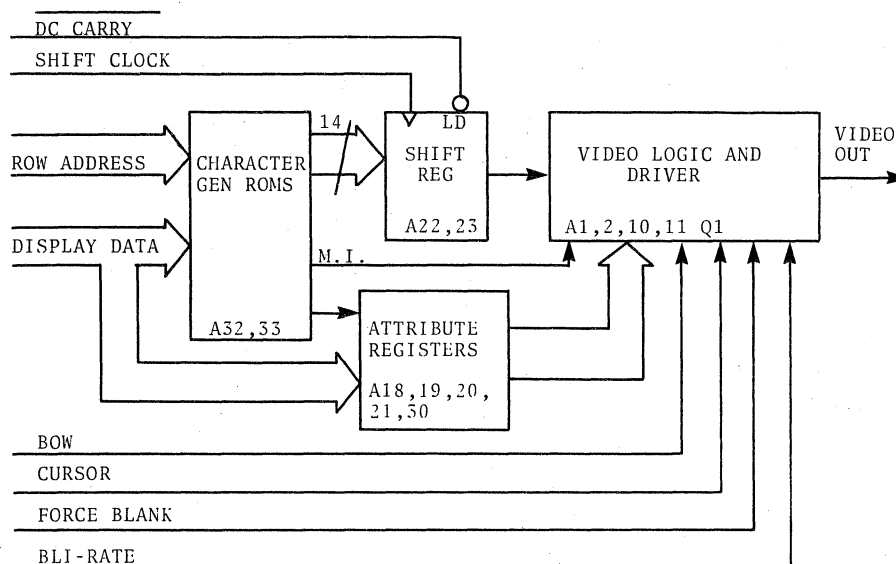 DC CARRY
SHIFT CLOCK
14
LD
ROW ADDRESS
CHARACTER
GEN ROMS
SHIFT
REG
VIDEO LOGIC AND
DRIVER
VIDEO
OUT
A22,23
A1,2,10,11 Q1
DISPLAY DATA
M.I.
A32,33
ATTRIBUTE
REGISTERS
A18,19,20,
21,30
BOW
CURSOR
FORCE BLANK
BLI-RATE